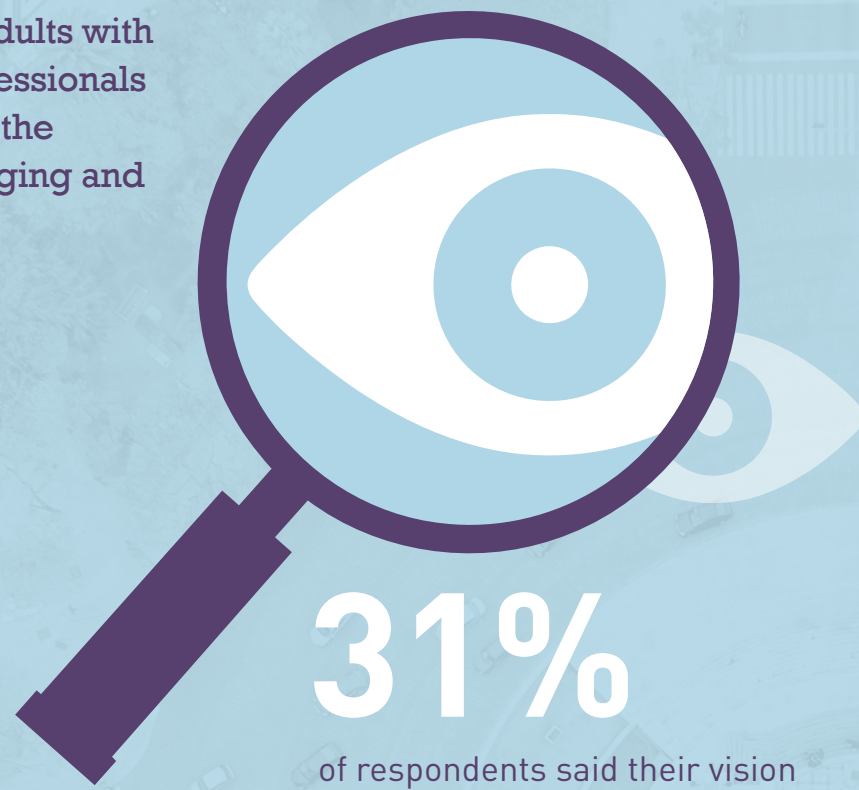 dults with
essionals
the
ging and
31%
of respondents said their vision